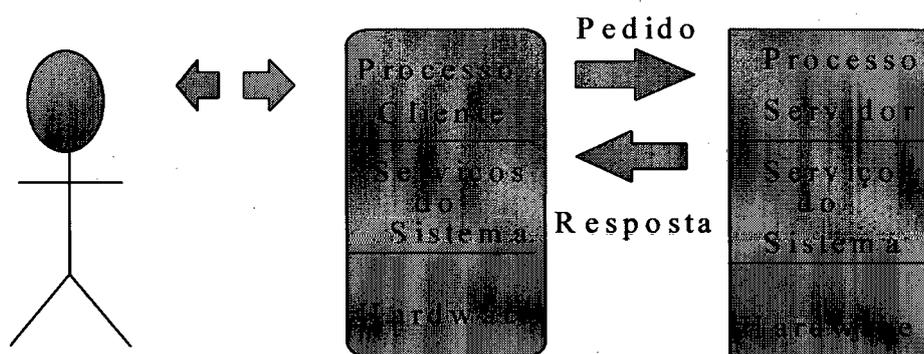 Pedido
Processo
Cliente
Serviços
do
Sistema
Hardware
Resposta
Processo
Servidor
Serviços
do
Sistema
Hardware